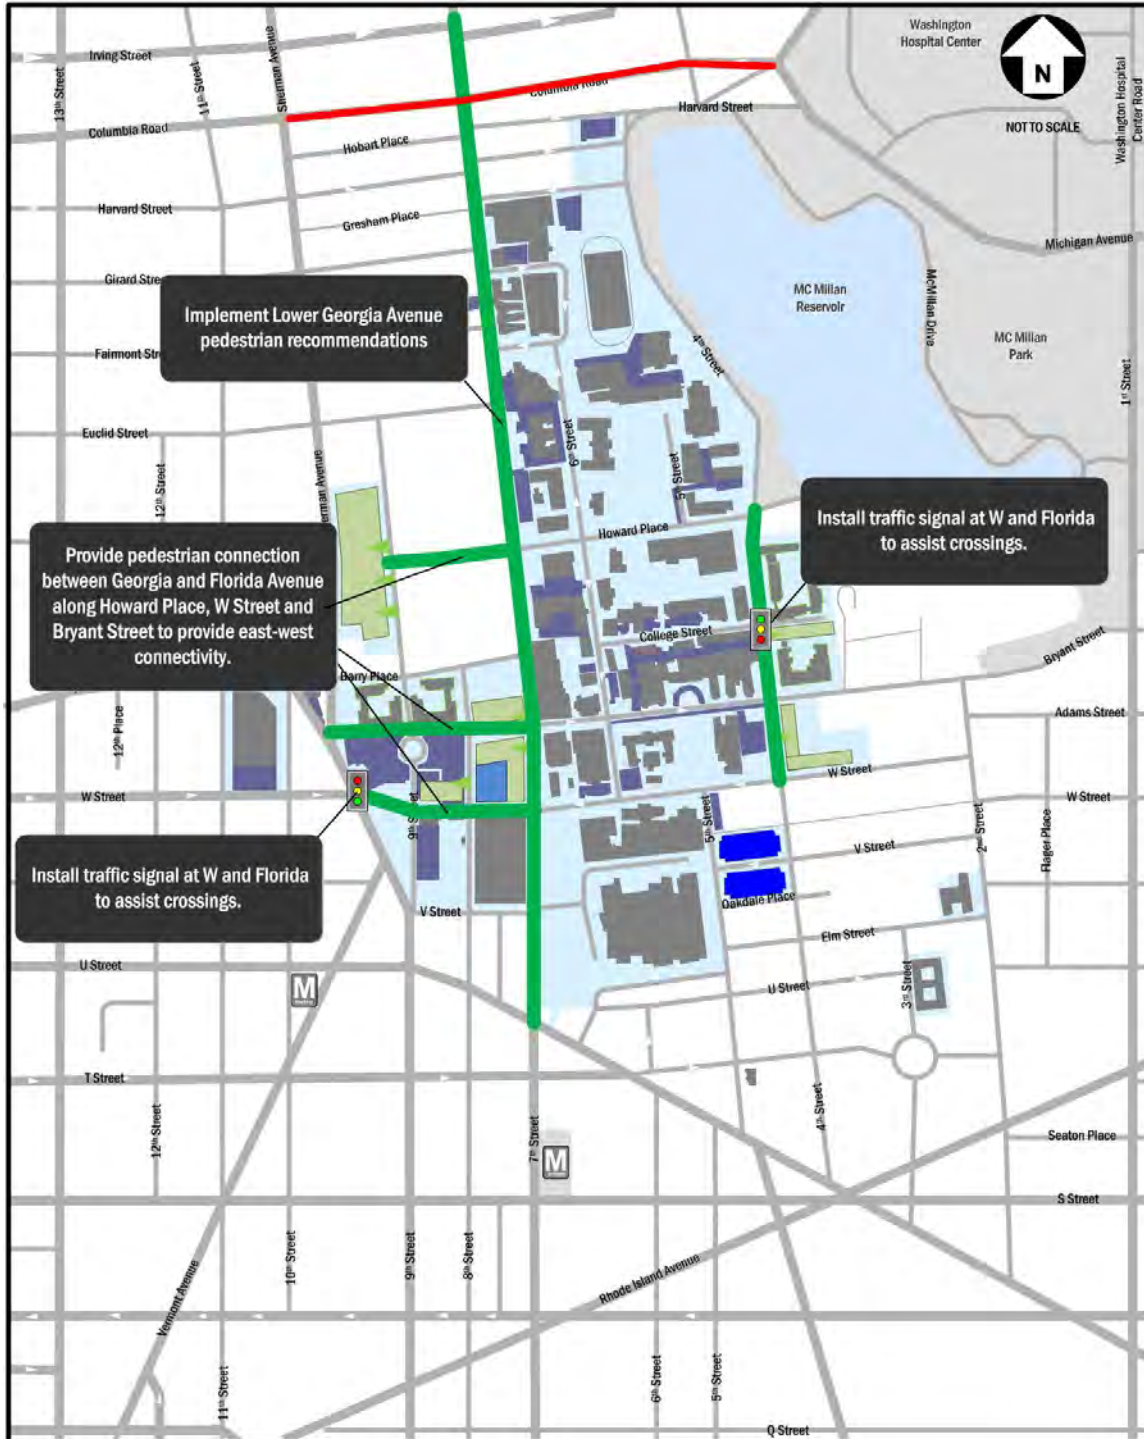 Washington
Hospital Center
N
NOT TO SCALE
Washington Hospital
Center Road
Irving Street
13th Street
11th Street
Sherman Avenue
Columbia Road
Columbia Road
Harvard Street
Hobart Place
Harvard Street
Gresham Place
Michigan Avenue
Girard Stree
MC Millan
Reservoir
McMillan Drive
MC Millan
Park
1st Street
Implement Lower Georgia Avenue
pedestrian recommendations
Fairmont Str
4th Street
Euclid Street
12th Street
erman Avenue
6th Street
5th Street
Howard Place
Install traffic signal at W and Florida
to assist crossings.
Provide pedestrian connection
between Georgia and Florida Avenue
along Howard Place, W Street and
Bryant Street to provide east-west
connectivity.
College Street
Bryant Street
Barry Place
12th Place
Adams Street
W Street
W Street
W Street
9th Street
5th Street
2nd Street
Flager Place
V Street
Install traffic signal at W and Florida
to assist crossings.
Oakdale Place
V Street
Elm Street
U Street
M
U Street
3rd Street
T Street
12th Street
7th Street
M
4th Street
Seaton Place
S Street
10th Street
9th Street
8th Street
Vermont Avenue
Rhode Island Avenue
11th Street
6th Street
5th Street
Q Street